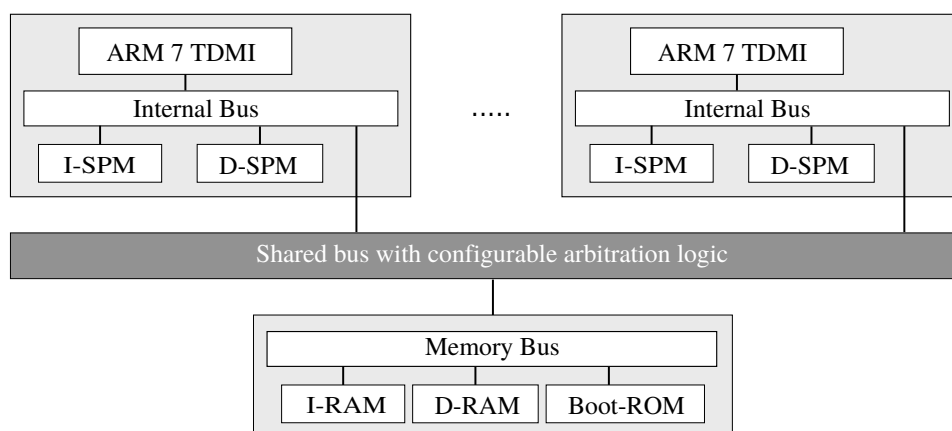 ARM 7 TDMI
Internal Bus
I-SPM
D-SPM
.....
ARM 7 TDMI
Internal Bus
I-SPM
D-SPM
Shared bus with configurable arbitration logic
Memory Bus
I-RAM
D-RAM
Boot-ROM